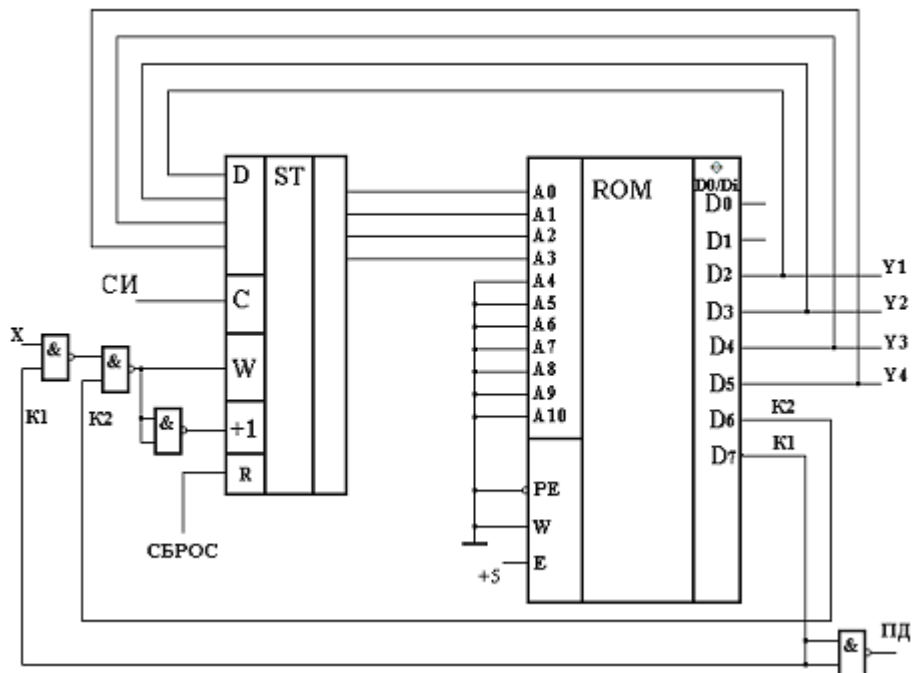 D ST
C
W
+1
R
СИ
X
&
&
&
K1
K2
СБРОС
ROM
A0
A1
A2
A3
A4
A5
A6
A7
A8
A9
A10
PE
W
E
+5
D0/Di
D0
D1
D2
D3
D4
D5
D6
D7
Y1
Y2
Y3
Y4
K2
K1
&
ПД